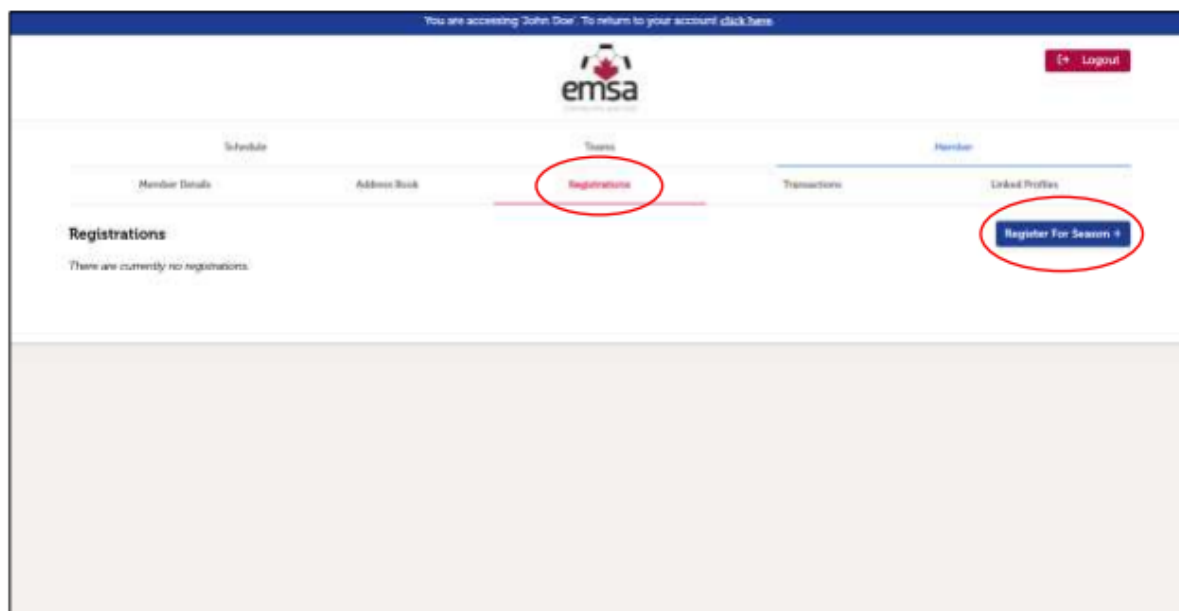 You are accessing 'John Doe'. To return to your account click here.
emsa
Logout
Schedule Teams Member
Member Details Address Book Registrations Transactions Linked Profiles
Registrations
Register For Season +
There are currently no registrations.